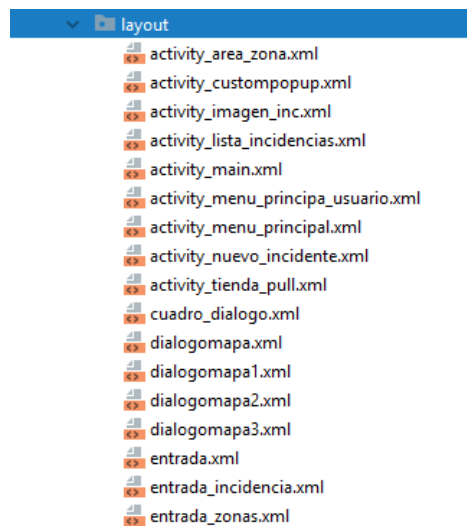 layout
activity_area_zona.xml
activity_custompopup.xml
activity_imagen_inc.xml
activity_lista_incidencias.xml
activity_main.xml
activity_menu_principa_usuario.xml
activity_menu_principal.xml
activity_nuevo_incidente.xml
activity_tienda_pull.xml
cuadro_dialogo.xml
dialogomapa.xml
dialogomapa1.xml
dialogomapa2.xml
dialogomapa3.xml
entrada.xml
entrada_incidencia.xml
entrada_zonas.xml